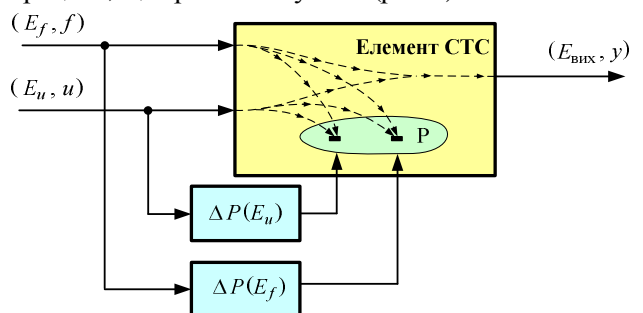 (E_f, f)
Елемент СТС
(E_вих, y)
(E_u, u)
P
ΔP(E_u)
ΔP(E_f)